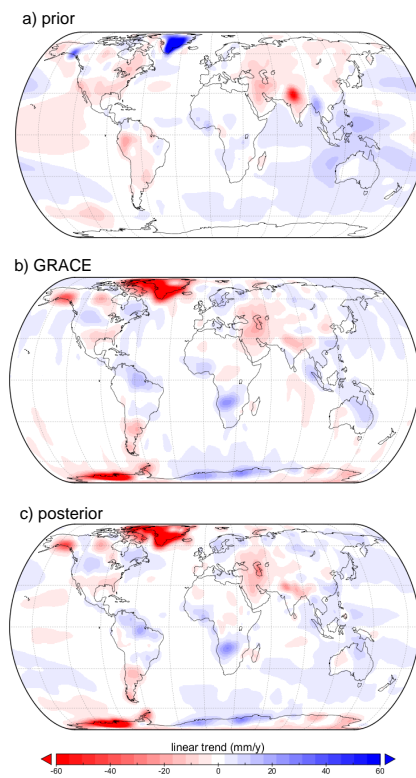 a) prior
b) GRACE
c) posterior
linear trend (mm/y)
-60 -40 -20 0 20 40 60